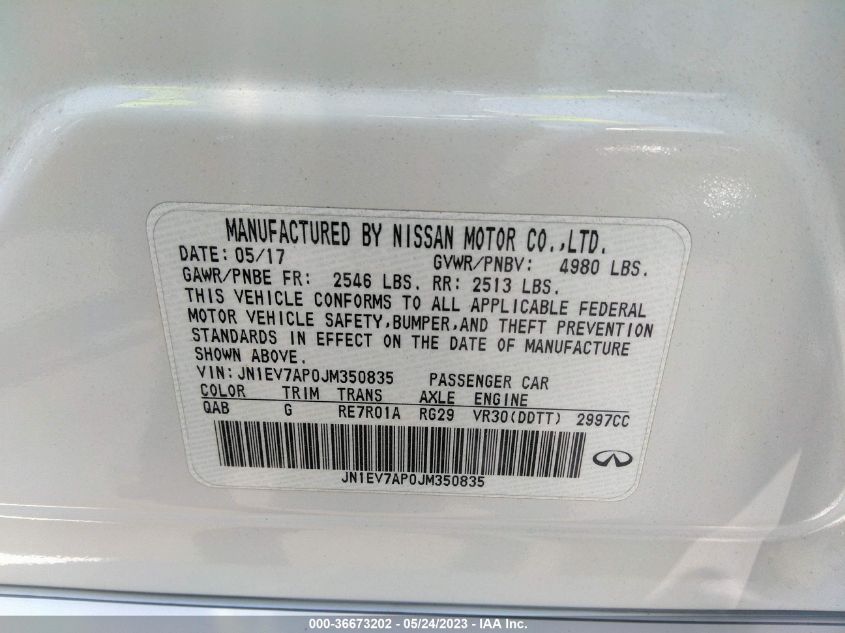 MANUFACTURED BY NISSAN MOTOR CO.,LTD.
DATE: 05/17 GVWR/PNBV: 4980 LBS.
GAWR/PNBE FR: 2546 LBS. RR: 2513 LBS.
THIS VEHICLE CONFORMS TO ALL APPLICABLE FEDERAL
MOTOR VEHICLE SAFETY,BUMPER,AND THEFT PREVENTION
STANDARDS IN EFFECT ON THE DATE OF MANUFACTURE
SHOWN ABOVE.
VIN: JN1EV7AP0JM350835 PASSENGER CAR
COLOR TRIM TRANS AXLE ENGINE
QAB G RE7R01A RG29 VR30(DDTT) 2997CC
JN1EV7AP0JM350835
000-36673202 - 05/24/2023 - IAA Inc.